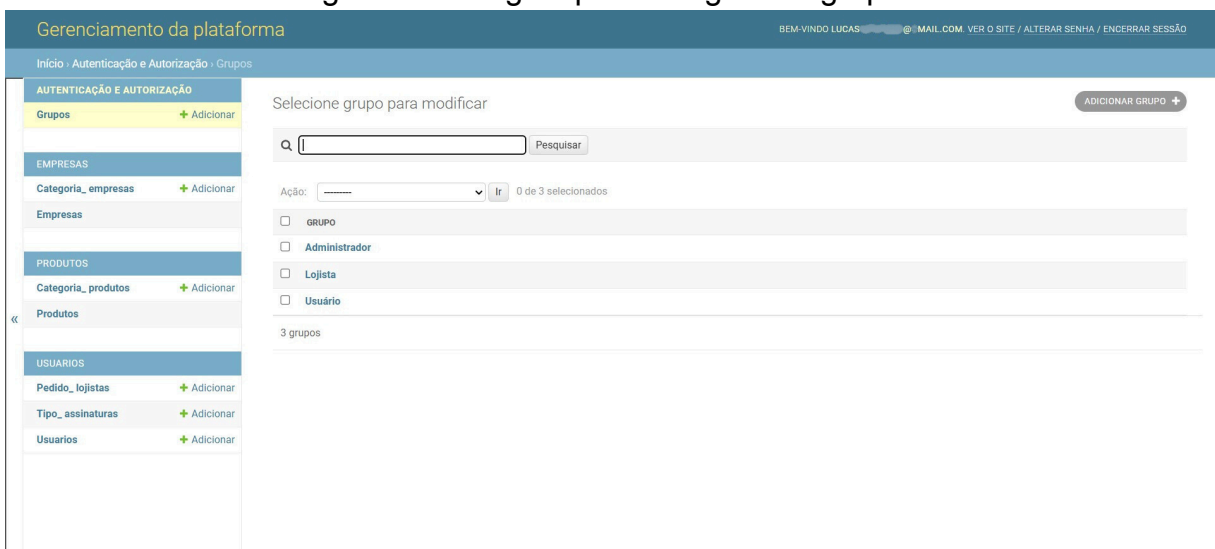 Gerenciamento da plataforma
BEM-VINDO LUCAS @ MAIL.COM. VER O SITE / ALTERAR SENHA / ENCERRAR SESSÃO
Início › Autenticação e Autorização › Grupos
«
AUTENTICAÇÃO E AUTORIZAÇÃO
Grupos + Adicionar
EMPRESAS
Categoria_ empresas + Adicionar
Empresas
PRODUTOS
Categoria_ produtos + Adicionar
Produtos
USUARIOS
Pedido_ lojistas + Adicionar
Tipo_ assinaturas + Adicionar
Usuarios + Adicionar
Selecione grupo para modificar
ADICIONAR GRUPO +
Pesquisar
Ação: --------- Ir 0 de 3 selecionados
GRUPO
Administrador
Lojista
Usuário
3 grupos